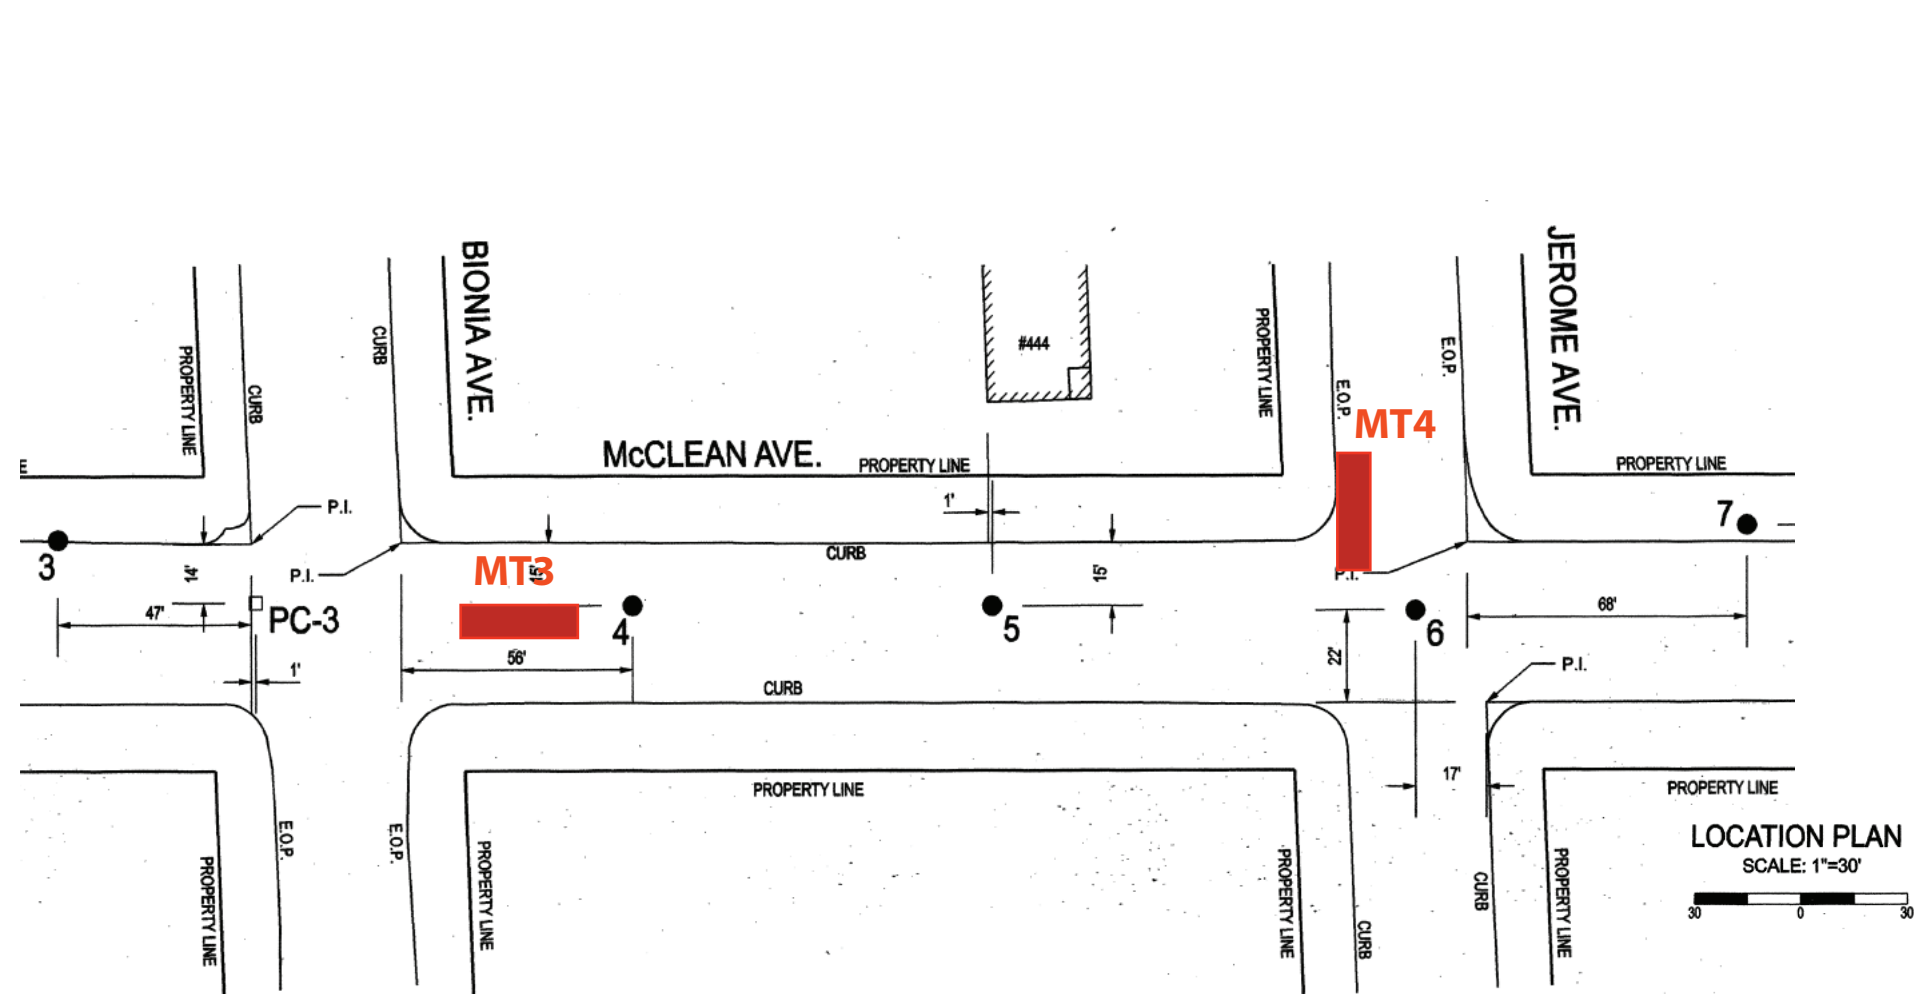 BIONIA AVE.
JEROME AVE.
CURB
PROPERTY LINE
CURB
#444
PROPERTY LINE
E.O.P.
E.O.P.
MT4
McCLEAN AVE.
PROPERTY LINE
PROPERTY LINE
E
P.I.
1'
7
3
CURB
14'
P.I.
MT3
15'
15'
P.I.
47'
PC-3
4
5
6
68'
56'
22'
1'
CURB
P.I.
17'
PROPERTY LINE
PROPERTY LINE
E.O.P.
E.O.P.
PROPERTY LINE
PROPERTY LINE
PROPERTY LINE
CURB
CURB
PROPERTY LINE
LOCATION PLAN
SCALE: 1"=30'
30 0 30